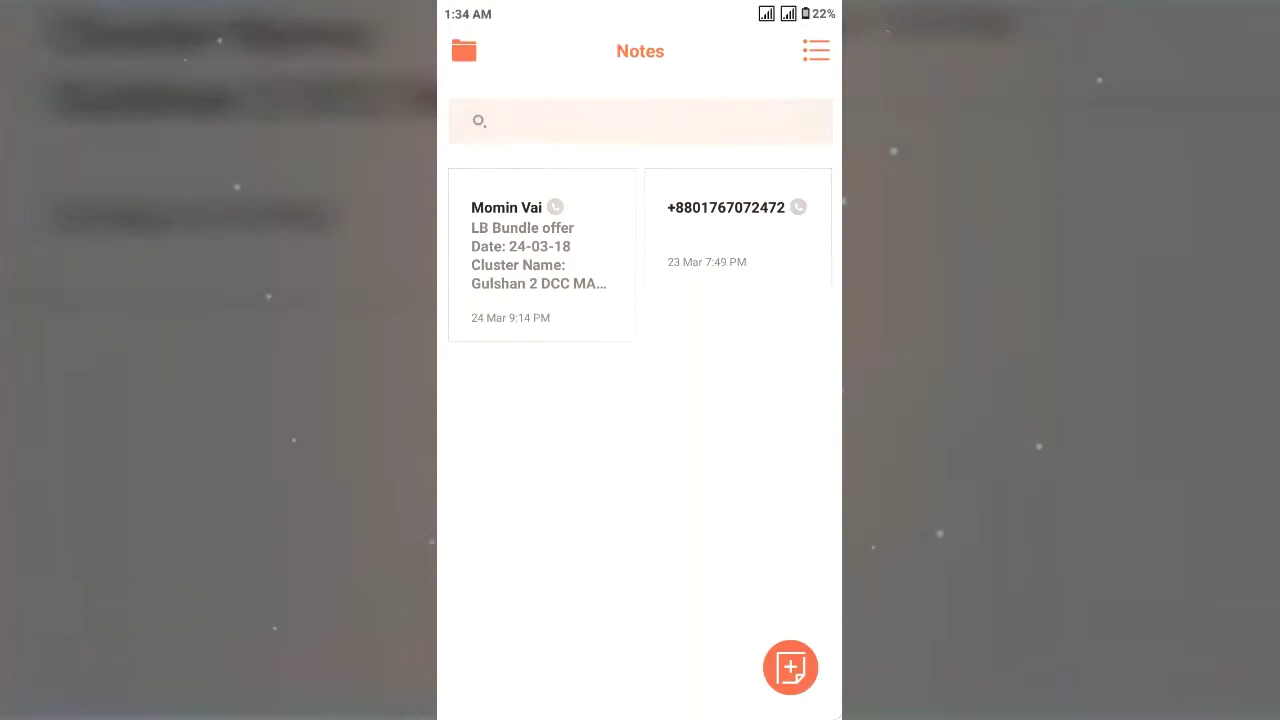 1:34 AM
22%
Notes
Momin Vai
LB Bundle offer
Date: 24-03-18
Cluster Name:
Gulshan 2 DCC MA...
24 Mar 9:14 PM
+8801767072472
23 Mar 7:49 PM